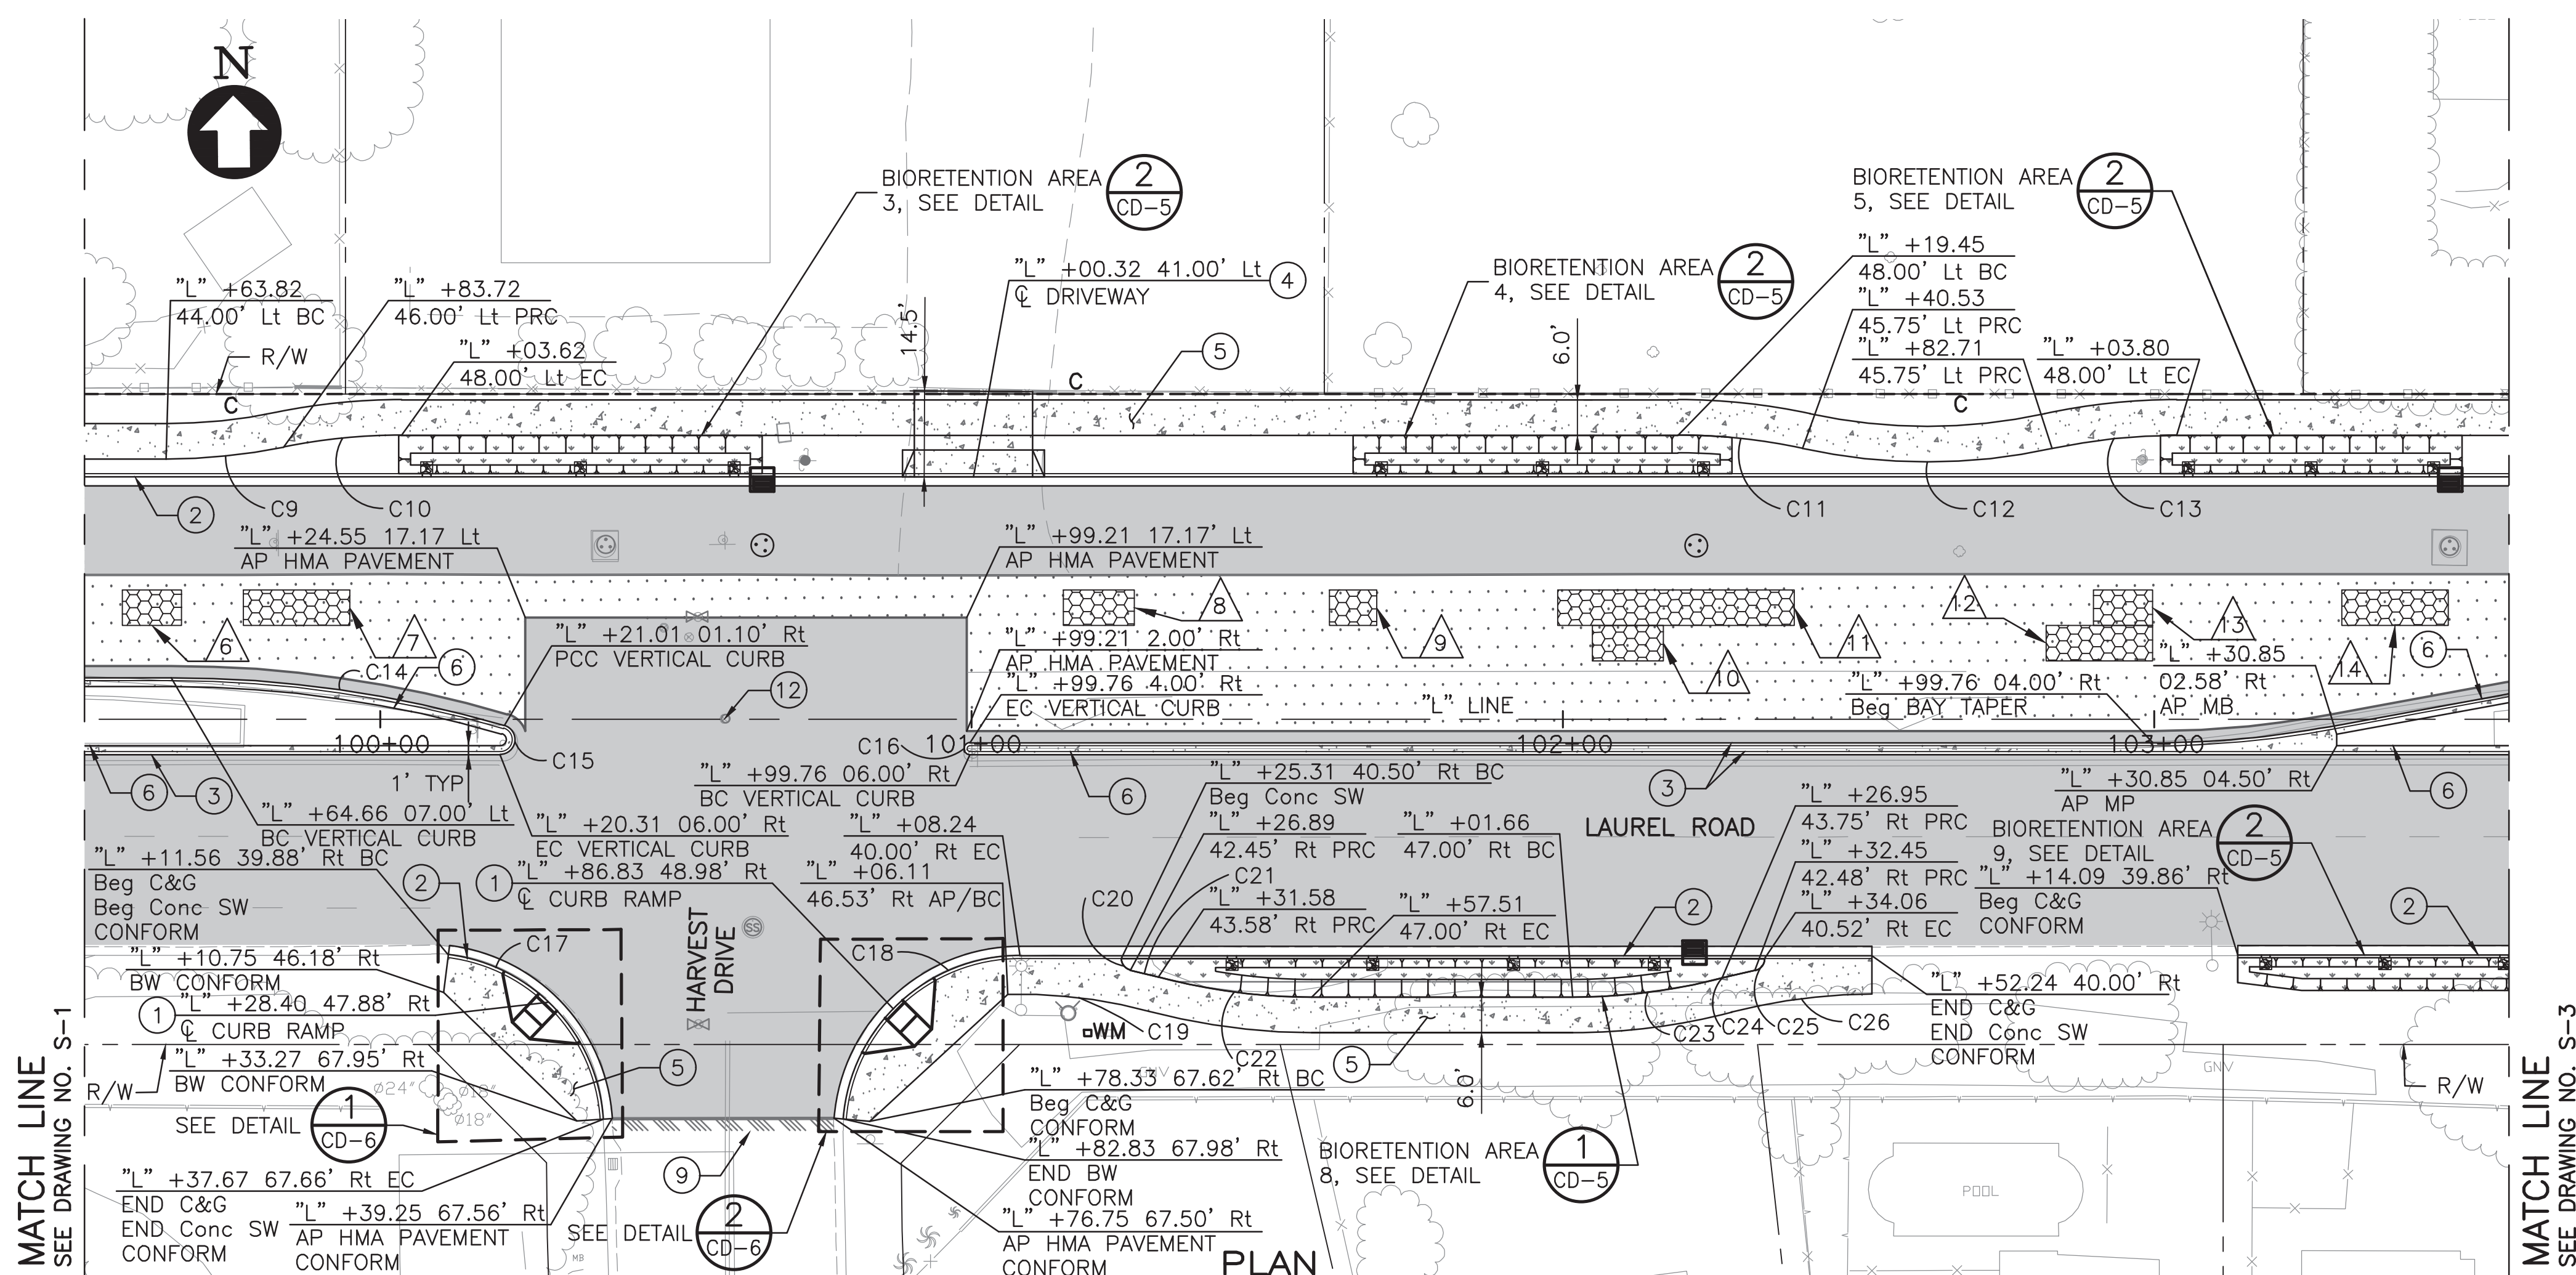 N
BIORETENTION AREA
3, SEE DETAIL
2
CD-5
BIORETENTION AREA
4, SEE DETAIL
2
CD-5
BIORETENTION AREA
5, SEE DETAIL
2
CD-5
"L" +63.82
44.00' Lt BC
"L" +83.72
46.00' Lt PRC
R/W
"L" +03.62
48.00' Lt EC
"L" +00.32 41.00' Lt
℄ DRIVEWAY
4
14.5'
5
6.0'
"L" +19.45
48.00' Lt BC
"L" +40.53
45.75' Lt PRC
"L" +82.71
45.75' Lt PRC
"L" +03.80
48.00' Lt EC
C
C
C
2
C9
C10
C11
C12
C13
"L" +24.55 17.17 Lt
AP HMA PAVEMENT
"L" +99.21 17.17' Lt
AP HMA PAVEMENT
6
7
8
9
10
11
12
13
14
C14
6
"L" +21.01 01.10' Rt
PCC VERTICAL CURB
12
"L" +99.21 2.00' Rt
AP HMA PAVEMENT
"L" +99.76 4.00' Rt
EC VERTICAL CURB
"L" LINE
"L" +99.76 04.00' Rt
Beg BAY TAPER
"L" +30.85
02.58' Rt
AP MB
6
100+00
C15
C16
101+00
102+00
103+00
6
3
1' TYP
"L" +64.66 07.00' Lt
BC VERTICAL CURB
"L" +20.31 06.00' Rt
EC VERTICAL CURB
"L" +99.76 06.00' Rt
BC VERTICAL CURB
6
3
"L" +30.85 04.50' Rt
AP MP
6
LAUREL ROAD
"L" +11.56 39.88' Rt BC
Beg C&G
Beg Conc SW
CONFORM
2
1
"L" +86.83 48.98' Rt
℄ CURB RAMP
"L" +08.24
40.00' Rt EC
"L" +06.11
46.53' Rt AP/BC
"L" +25.31 40.50' Rt BC
Beg Conc SW
"L" +26.89
42.45' Rt PRC
C21
"L" +31.58
43.58' Rt PRC
C20
"L" +01.66
47.00' Rt BC
"L" +57.51
47.00' Rt EC
2
"L" +26.95
43.75' Rt PRC
"L" +32.45
42.48' Rt PRC
"L" +34.06
40.52' Rt EC
BIORETENTION AREA
9, SEE DETAIL
2
CD-5
"L" +14.09 39.86' Rt
Beg C&G
CONFORM
2
C17
C18
HARVEST
DRIVE
SS
"L" +10.75 46.18' Rt
BW CONFORM
1
"L" +28.40 47.88' Rt
℄ CURB RAMP
"L" +33.27 67.95' Rt
BW CONFORM
R/W
Ø24"
Ø18"
Ø18"
SEE DETAIL
1
CD-6
5
WM
C19
C22
C23
C24
C25
C26
5
6.0'
"L" +52.24 40.00' Rt
END C&G
END Conc SW
CONFORM
GNV
GNV
R/W
"L" +78.33 67.62' Rt BC
Beg C&G
CONFORM
"L" +82.83 67.98' Rt
END BW
CONFORM
"L" +76.75 67.50' Rt
AP HMA PAVEMENT
CONFORM
BIORETENTION AREA
8, SEE DETAIL
1
CD-5
"L" +37.67 67.66' Rt EC
END C&G
END Conc SW
CONFORM
"L" +39.25 67.56' Rt
AP HMA PAVEMENT
CONFORM
9
SEE DETAIL
2
CD-6
MB
POOL
PLAN
MATCH LINE
SEE DRAWING NO. S-1
MATCH LINE
SEE DRAWING NO. S-3